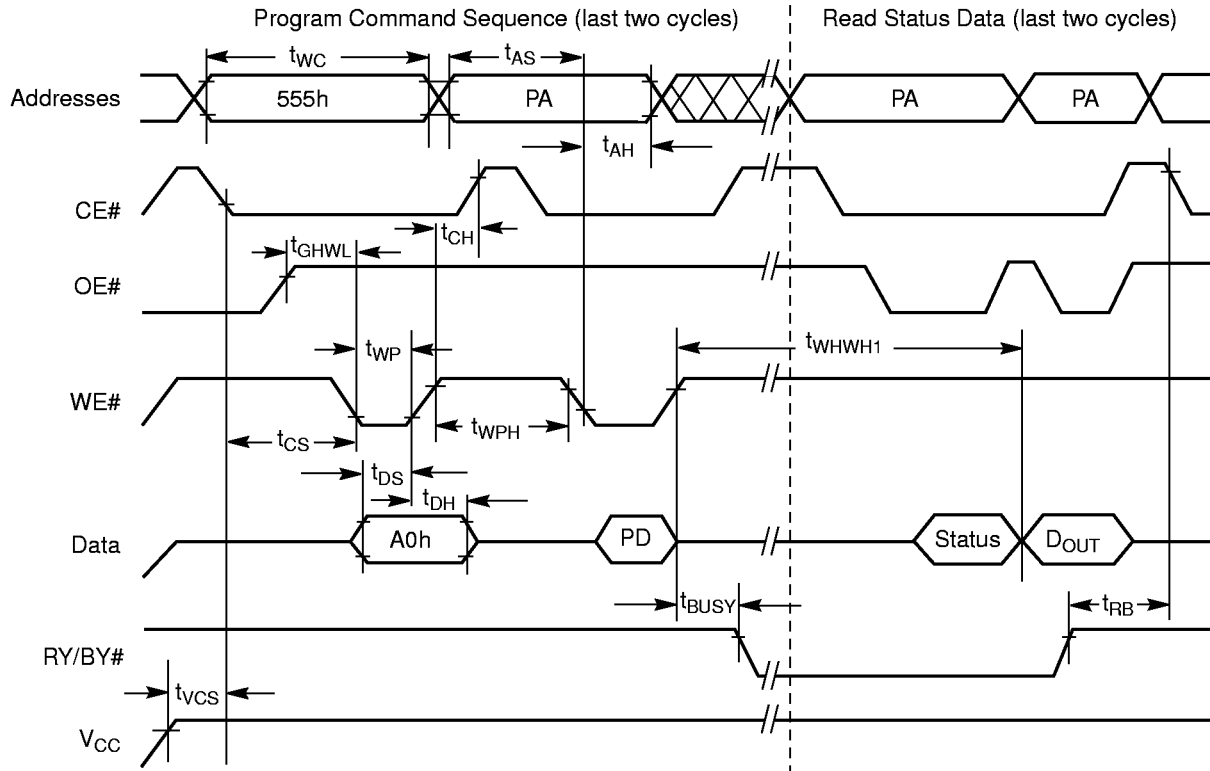 Program Command Sequence (last two cycles) Read Status Data (last two cycles)
tWC tAS
Addresses 555h PA PA PA
tAH
CE#
tGHWL tCH
OE#
tWP tWHWH1
WE#
tCS tWPH
tDS
tDH
Data A0h PD Status DOUT
tBUSY tRB
RY/BY#
tVCS
VCC